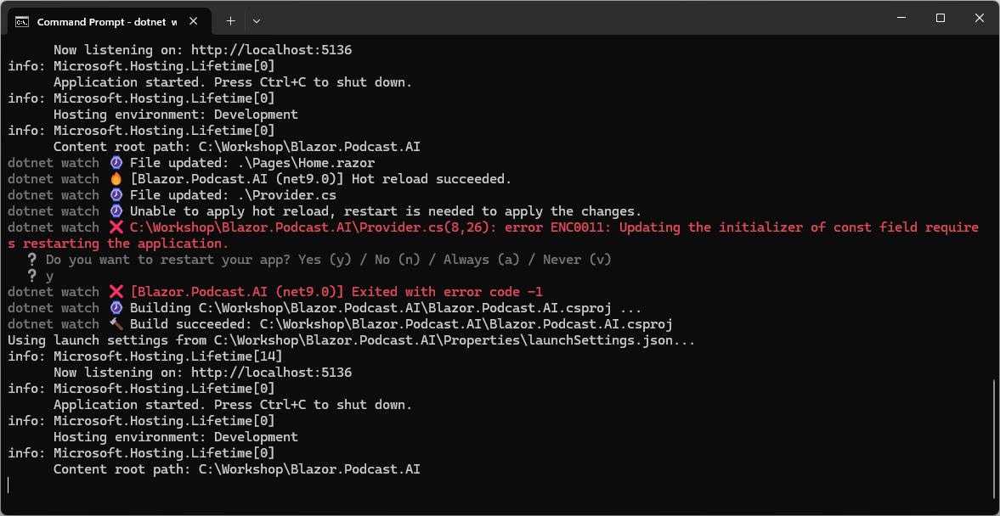 Command Prompt - dotnet w
Now listening on: http://localhost:5136
info: Microsoft.Hosting.Lifetime[0]
Application started. Press Ctrl+C to shut down.
info: Microsoft.Hosting.Lifetime[0]
Hosting environment: Development
info: Microsoft.Hosting.Lifetime[0]
Content root path: C:\Workshop\Blazor.Podcast.AI
dotnet watch ⌚ File updated: .\Pages\Home.razor
dotnet watch 🔥 [Blazor.Podcast.AI (net9.0)] Hot reload succeeded.
dotnet watch ⌚ File updated: .\Provider.cs
dotnet watch ⌚ Unable to apply hot reload, restart is needed to apply the changes.
dotnet watch ❌ C:\Workshop\Blazor.Podcast.AI\Provider.cs(8,26): error ENC0011: Updating the initializer of const field require
s restarting the application.
❔ Do you want to restart your app? Yes (y) / No (n) / Always (a) / Never (v)
❔ y
dotnet watch ❌ [Blazor.Podcast.AI (net9.0)] Exited with error code -1
dotnet watch ⌚ Building C:\Workshop\Blazor.Podcast.AI\Blazor.Podcast.AI.csproj ...
dotnet watch 🔨 Build succeeded: C:\Workshop\Blazor.Podcast.AI\Blazor.Podcast.AI.csproj
Using launch settings from C:\Workshop\Blazor.Podcast.AI\Properties\launchSettings.json...
info: Microsoft.Hosting.Lifetime[14]
Now listening on: http://localhost:5136
info: Microsoft.Hosting.Lifetime[0]
Application started. Press Ctrl+C to shut down.
info: Microsoft.Hosting.Lifetime[0]
Hosting environment: Development
info: Microsoft.Hosting.Lifetime[0]
Content root path: C:\Workshop\Blazor.Podcast.AI